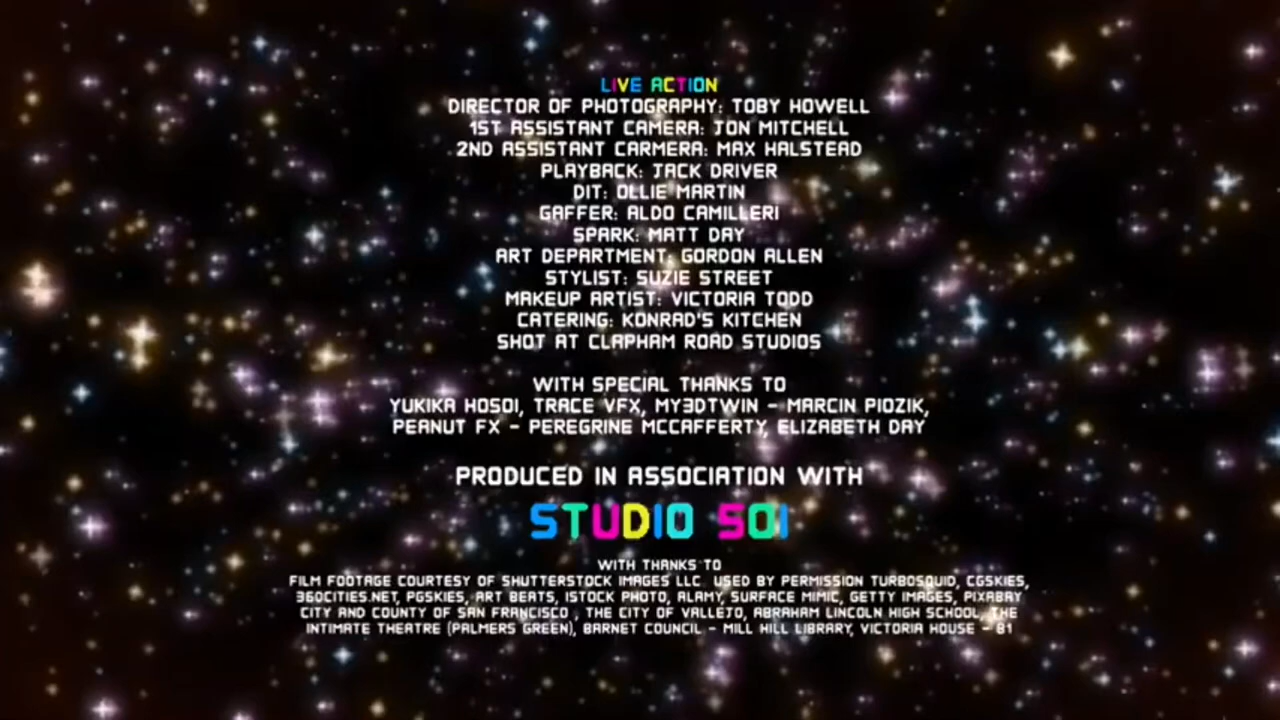 LIVE ACTION
DIRECTOR OF PHOTOGRAPHY: TOBY HOWELL
1ST ASSISTANT CAMERA: JON MITCHELL
2ND ASSISTANT CARMERA: MAX HALSTEAD
PLAYBACK: JACK DRIVER
DIT: OLLIE MARTIN
GAFFER: ALDO CAMILLERI
SPARK: MATT DAY
ART DEPARTMENT: GORDON ALLEN
STYLIST: SUZIE STREET
MAKEUP ARTIST: VICTORIA TODD
CATERING: KONRAD'S KITCHEN
SHOT AT CLAPHAM ROAD STUDIOS
WITH SPECIAL THANKS TO
YUKIKA HOSOI, TRACE VFX, MY3DTWIN - MARCIN PIOZIK,
PEANUT FX - PEREGRINE MCCAFFERTY, ELIZABETH DAY
PRODUCED IN ASSOCIATION WITH
STUDIO SOI
WITH THANKS TO
FILM FOOTAGE COURTESY OF SHUTTERSTOCK IMAGES LLC USED BY PERMISSION TURBOSQUID, CGSKIES,
360CITIES.NET, PGSKIES, ART BEATS, ISTOCK PHOTO, ALAMY, SURFACE MIMIC, GETTY IMAGES, PIXABAY
CITY AND COUNTY OF SAN FRANCISCO , THE CITY OF VALLEJO, ABRAHAM LINCOLN HIGH SCHOOL, THE
INTIMATE THEATRE (PALMERS GREEN), BARNET COUNCIL - MILL HILL LIBRARY, VICTORIA HOUSE - B1